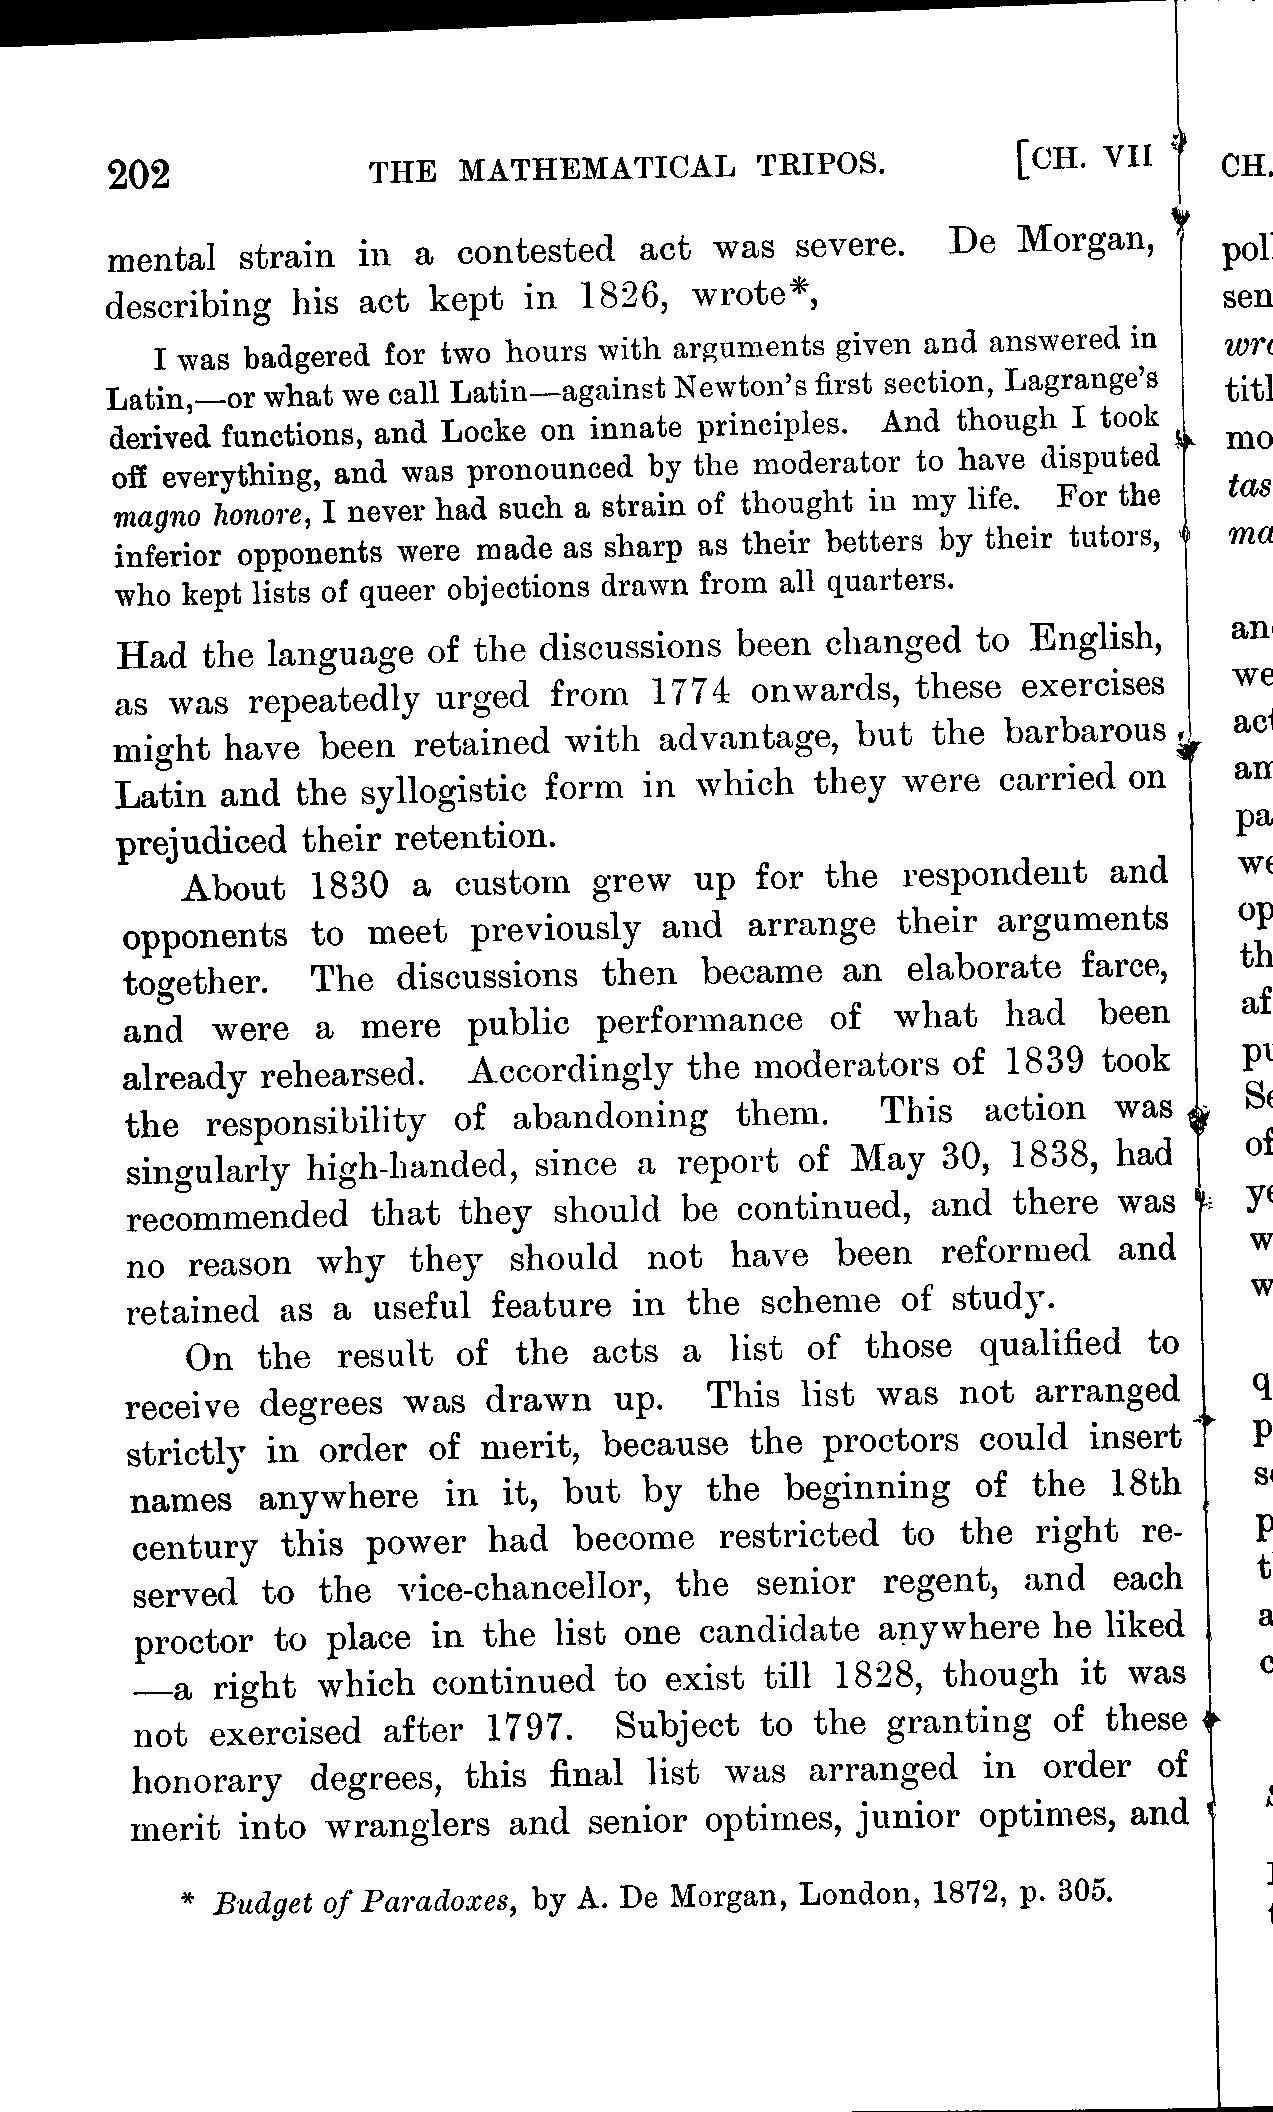 202 THE MATHEMATICAL TRIPOS. [CH. VII
mental strain in a contested act was severe. De Morgan,
describing his act kept in 1826, wrote*,
I was badgered for two hours with arguments given and answered in
Latin,—or what we call Latin—against Newton's first section, Lagrange's
derived functions, and Locke on innate principles. And though I took
off everything, and was pronounced by the moderator to have disputed
magno honore, I never had such a strain of thought in my life. For the
inferior opponents were made as sharp as their betters by their tutors,
who kept lists of queer objections drawn from all quarters.
Had the language of the discussions been changed to English,
as was repeatedly urged from 1774 onwards, these exercises
might have been retained with advantage, but the barbarous
Latin and the syllogistic form in which they were carried on
prejudiced their retention.
About 1830 a custom grew up for the respondent and
opponents to meet previously and arrange their arguments
together. The discussions then became an elaborate farce,
and were a mere public performance of what had been
already rehearsed. Accordingly the moderators of 1839 took
the responsibility of abandoning them. This action was
singularly high-handed, since a report of May 30, 1838, had
recommended that they should be continued, and there was
no reason why they should not have been reformed and
retained as a useful feature in the scheme of study.
On the result of the acts a list of those qualified to
receive degrees was drawn up. This list was not arranged
strictly in order of merit, because the proctors could insert
names anywhere in it, but by the beginning of the 18th
century this power had become restricted to the right re-
served to the vice-chancellor, the senior regent, and each
proctor to place in the list one candidate anywhere he liked
—a right which continued to exist till 1828, though it was
not exercised after 1797. Subject to the granting of these
honorary degrees, this final list was arranged in order of
merit into wranglers and senior optimes, junior optimes, and
* Budget of Paradoxes, by A. De Morgan, London, 1872, p. 305.
CH.